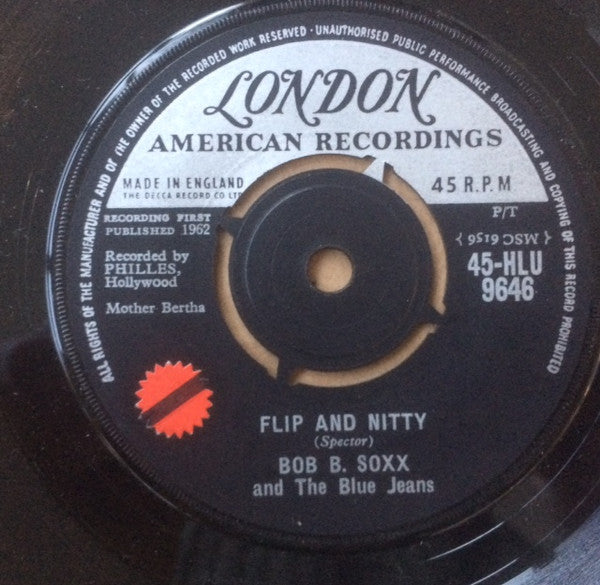 ALL RIGHTS OF THE MANUFACTURER AND OF THE OWNER OF THE RECORDED WORK RESERVED · UNAUTHORISED PUBLIC PERFORMANCE BROADCASTING AND COPYING OF THIS RECORD PROHIBITED
LONDON
AMERICAN RECORDINGS
MADE IN ENGLAND
THE DECCA RECORD CO LTD
45 R.P.M
RECORDING FIRST
PUBLISHED 1962
P/T
Recorded by
PHILLES,
Hollywood
{ MSC 6156 }
45-HLU
9646
Mother Bertha
FLIP AND NITTY
(Spector)
BOB B. SOXX
and The Blue Jeans